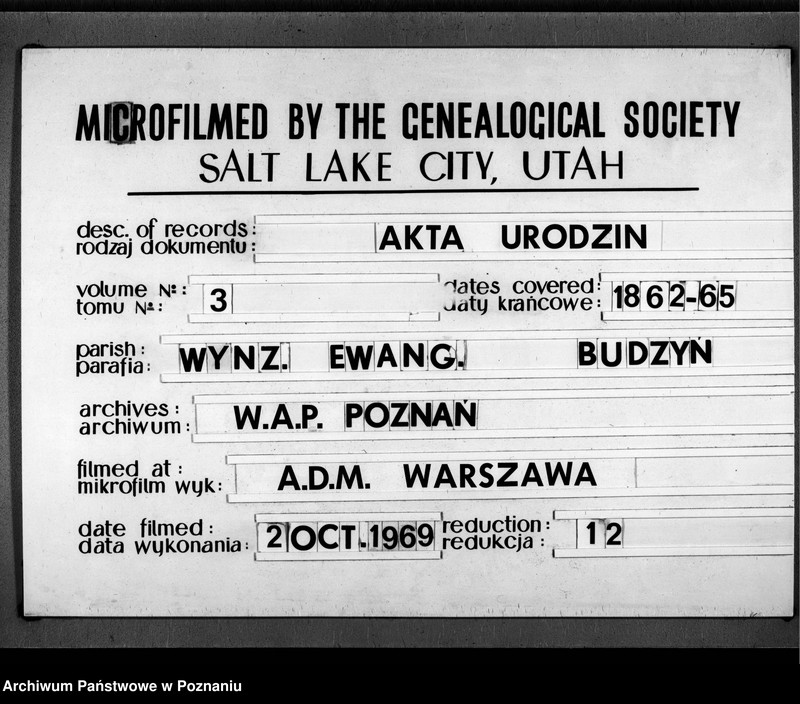 MICROFILMED BY THE GENEALOGICAL SOCIETY
SALT LAKE CITY, UTAH
desc. of records: AKTA URODZIN
rodzaj dokumentu:
volume №: 3 dates covered: 1862-65
tomu №: daty krańcowe:
parish: WYNZ. EWANG. BUDZYŃ
parafia:
archives: W.A.P. POZNAŃ
archiwum:
filmed at: A.D.M. WARSZAWA
mikrofilm wyk:
date filmed: 2 OCT. 1969 reduction: 12
data wykonania: redukcja:
Archiwum Państwowe w Poznaniu